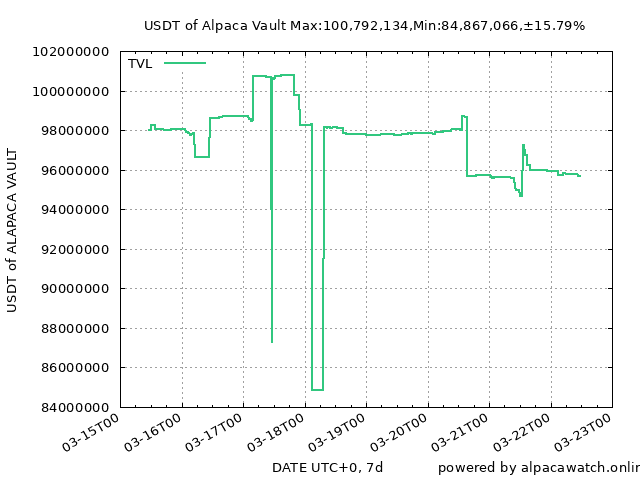 USDT of Alpaca Vault Max:100,792,134,Min:84,867,066,±15.79%
TVL
102000000
100000000
98000000
96000000
94000000
92000000
90000000
88000000
86000000
84000000
USDT of ALAPACA VAULT
03-15T00
03-16T00
03-17T00
03-18T00
03-19T00
03-20T00
03-21T00
03-22T00
03-23T00
DATE UTC+0, 7d
powered by alpacawatch.onlin